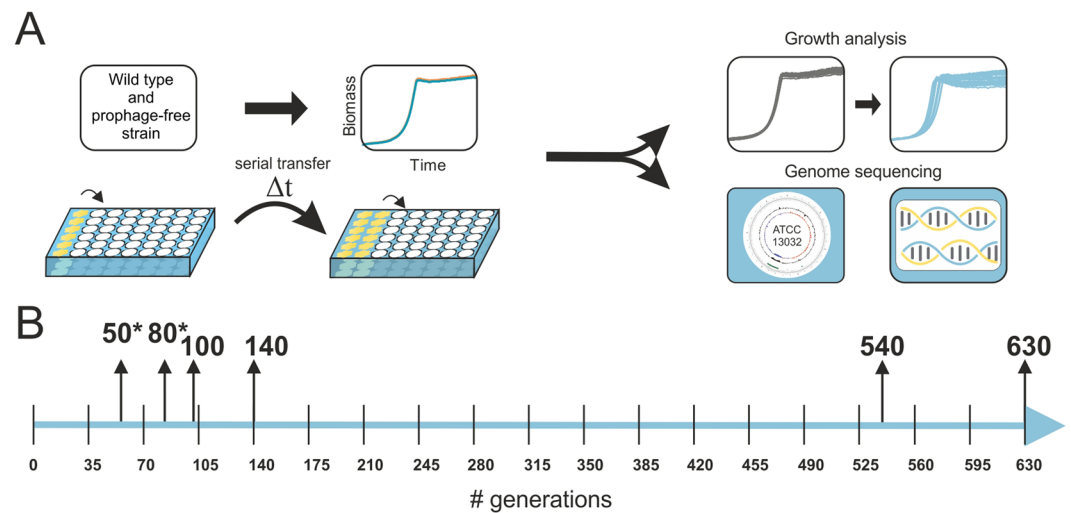 A
Growth analysis
Wild type
and
prophage-free
strain
Biomass
Time
serial transfer
Δt
Genome sequencing
ATCC
13032
B
50* 80* 100 140 540 630
0 35 70 105 140 175 210 245 280 315 350 385 420 455 490 525 560 595 630
# generations